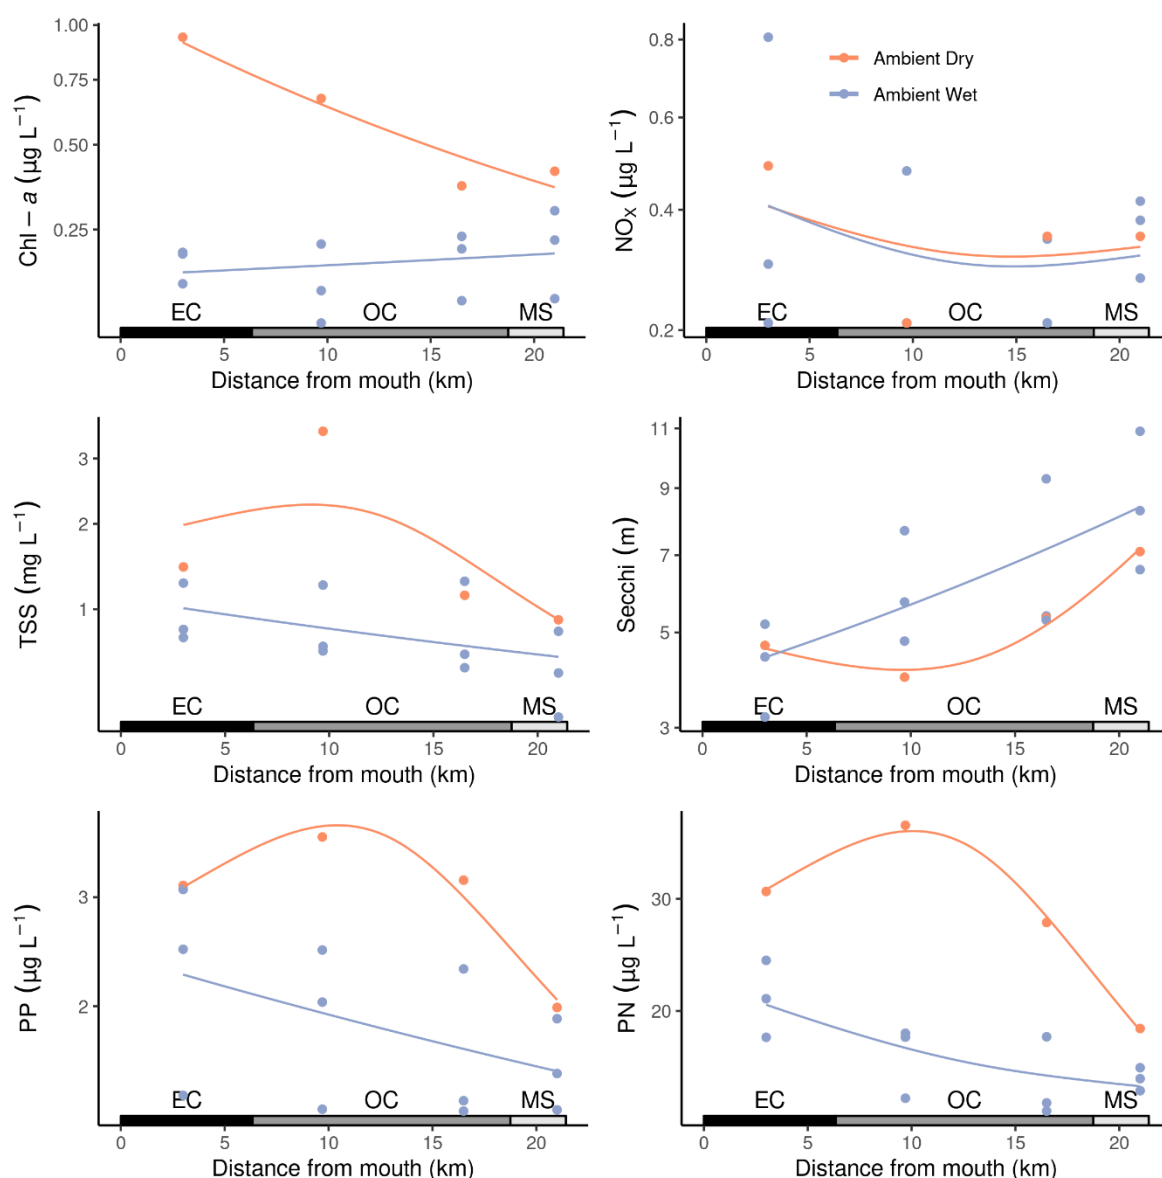 1.00
0.75
0.50
0.25
Chl − a (μg L−1)
EC OC MS
0 5 10 15 20
Distance from mouth (km)
0.8
0.6
0.4
0.2
NOX (μg L−1)
Ambient Dry
Ambient Wet
EC OC MS
0 5 10 15 20
Distance from mouth (km)
3
2
1
TSS (mg L−1)
EC OC MS
0 5 10 15 20
Distance from mouth (km)
11
9
7
5
3
Secchi (m)
EC OC MS
0 5 10 15 20
Distance from mouth (km)
3
2
PP (μg L−1)
EC OC MS
0 5 10 15 20
Distance from mouth (km)
30
20
PN (μg L−1)
EC OC MS
0 5 10 15 20
Distance from mouth (km)